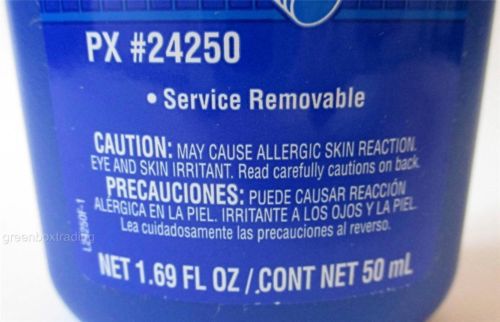 PX #24250
• Service Removable
CAUTION: MAY CAUSE ALLERGIC SKIN REACTION.
EYE AND SKIN IRRITANT. Read carefully cautions on back.
PRECAUCIONES: PUEDE CAUSAR REACCIÓN
ALÉRGICA EN LA PIEL. IRRITANTE A LOS OJOS Y LA PIEL.
Lea cuidadosamente las precauciones al reverso.
NET 1.69 FL OZ/CONT NET 50 mL
greenboxtrading